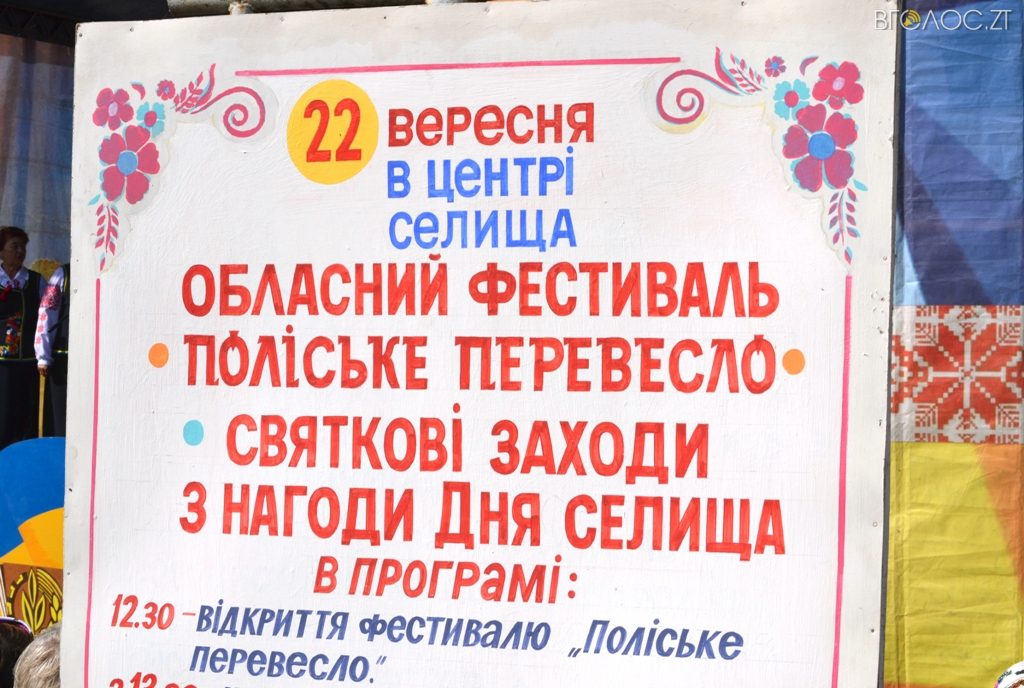 ВГОЛОС.ZT
22 вересня
в центрі
селища
ОБЛАСНИЙ ФЕСТИВАЛЬ
• ПОЛІСЬКЕ ПЕРЕВЕСЛО •
• СВЯТКОВІ ЗАХОДИ
З НАГОДИ ДНЯ СЕЛИЩА
В ПРОГРАМІ:
12.30 – ВІДКРИТТЯ ФЕСТИВАЛЮ „Поліське
перевесло."